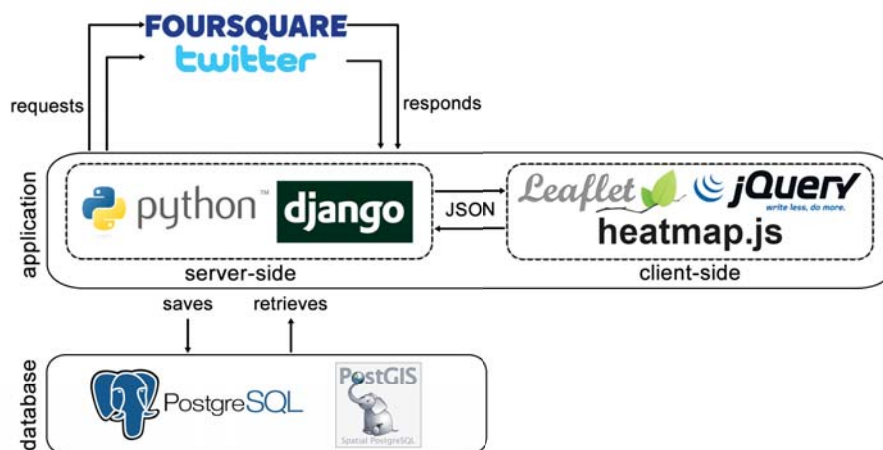 FOURSQUARE
twitter
requests
responds
application
python™
django
JSON
Leaflet
jQuery
write less, do more.
heatmap.js
server-side
client-side
saves
retrieves
database
PostgreSQL
PostGIS
Spatial PostgreSQL